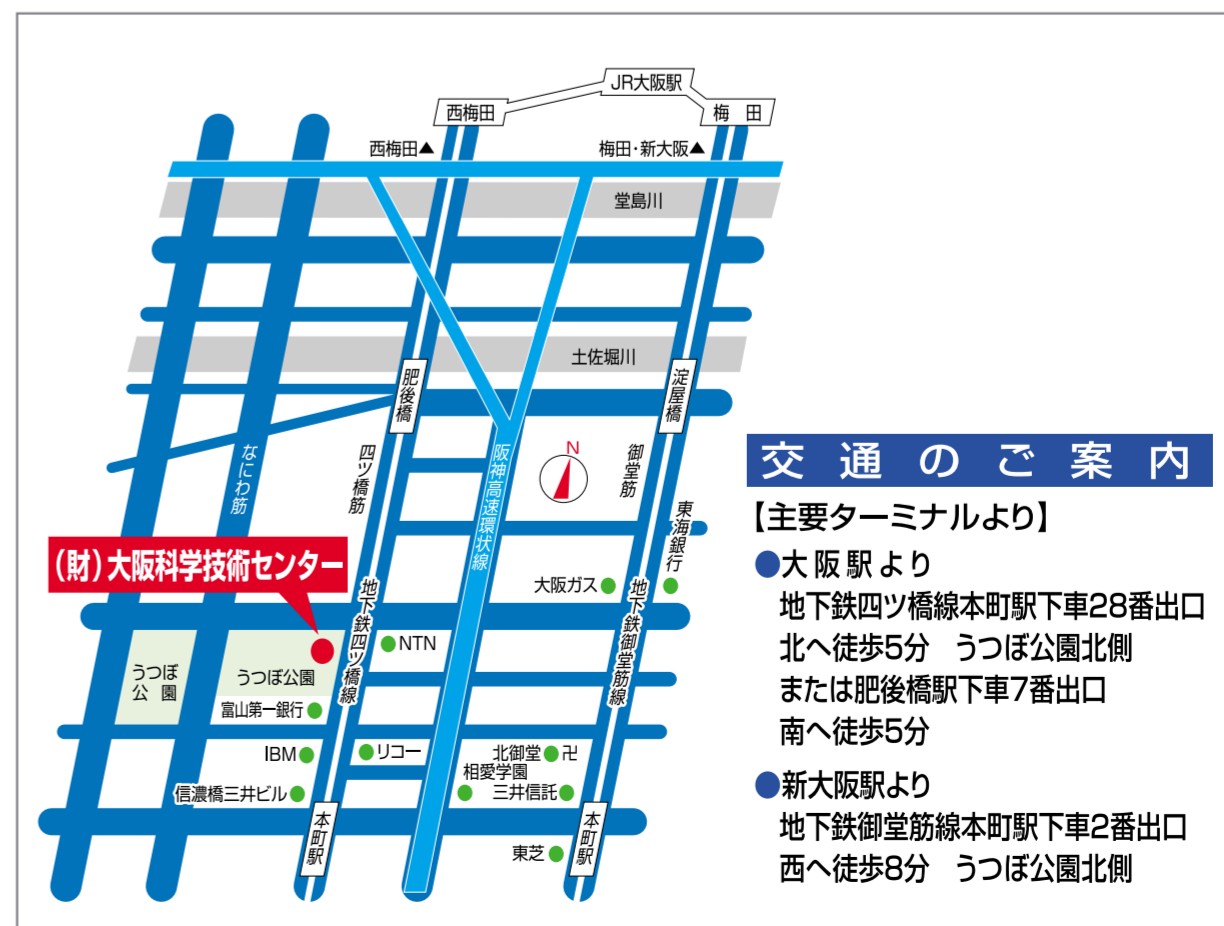 JR大阪駅
西梅田
梅 田
西梅田▲
梅田・新大阪▲
堂島川
土佐堀川
肥後橋
淀屋橋
なにわ筋
四ツ橋筋
阪神高速環状線
N
御堂筋
東海銀行
(財)大阪科学技術センター
大阪ガス
地下鉄四ツ橋線
地下鉄御堂筋線
NTN
うつぼ
公 園
うつぼ公園
富山第一銀行
IBM
リコー
北御堂 卍
相愛学園
信濃橋三井ビル
三井信託
本町駅
本町駅
東芝
交通のご案内
【主要ターミナルより】
●大阪駅より
地下鉄四ツ橋線本町駅下車28番出口
北へ徒歩5分 うつぼ公園北側
または肥後橋駅下車7番出口
南へ徒歩5分
●新大阪駅より
地下鉄御堂筋線本町駅下車2番出口
西へ徒歩8分 うつぼ公園北側